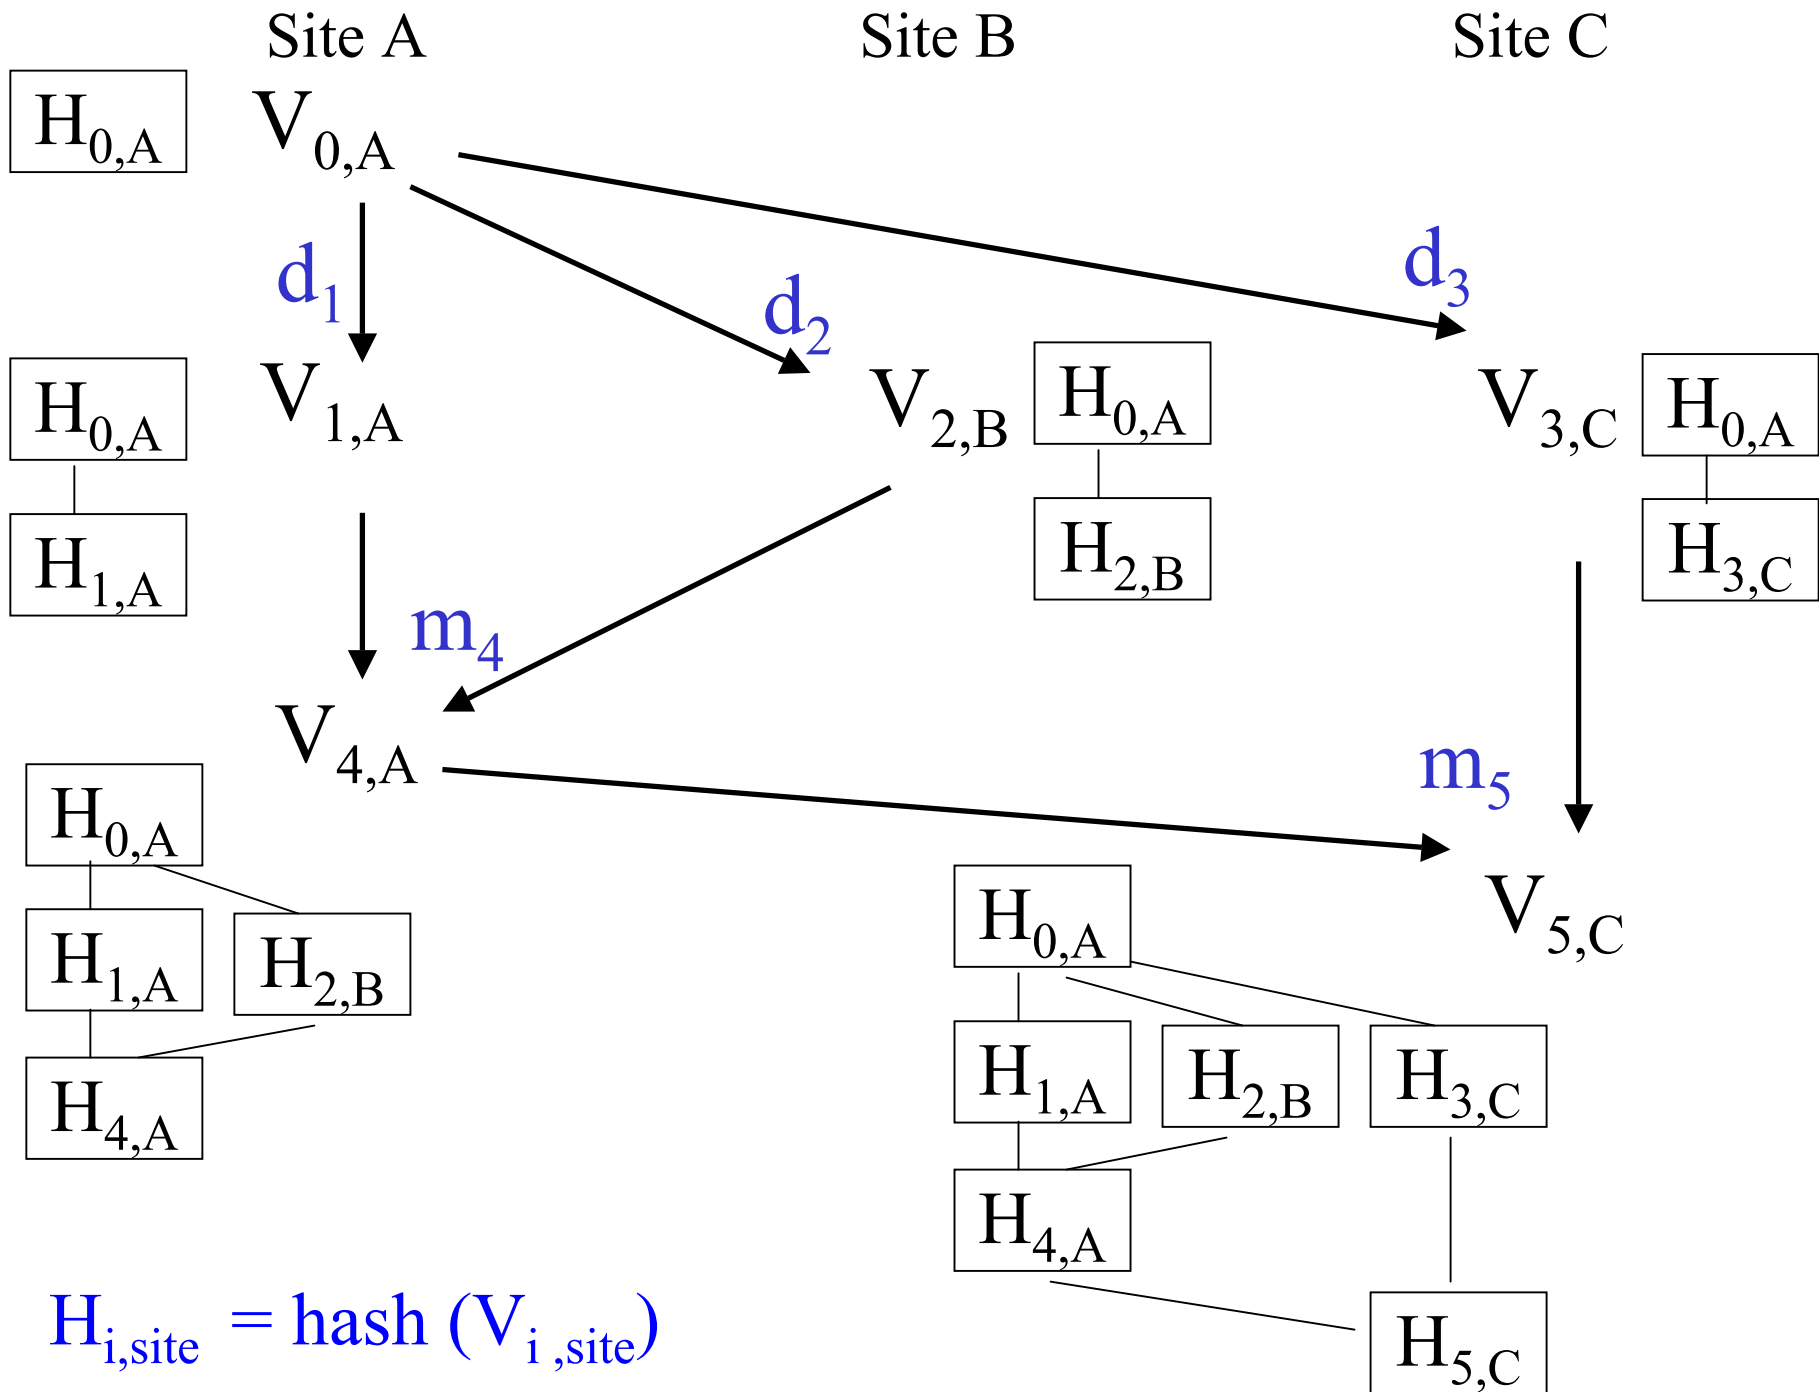 Site A Site B Site C
H0,A V0,A
d1 d2 d3
H0,A V1,A V2,B H0,A V3,C H0,A
H1,A H2,B H3,C
m4
V4,A m5
H0,A
H0,A V5,C
H1,A H2,B
H1,A H2,B H3,C
H4,A
H4,A
Hi,site = hash (Vi ,site)
H5,C